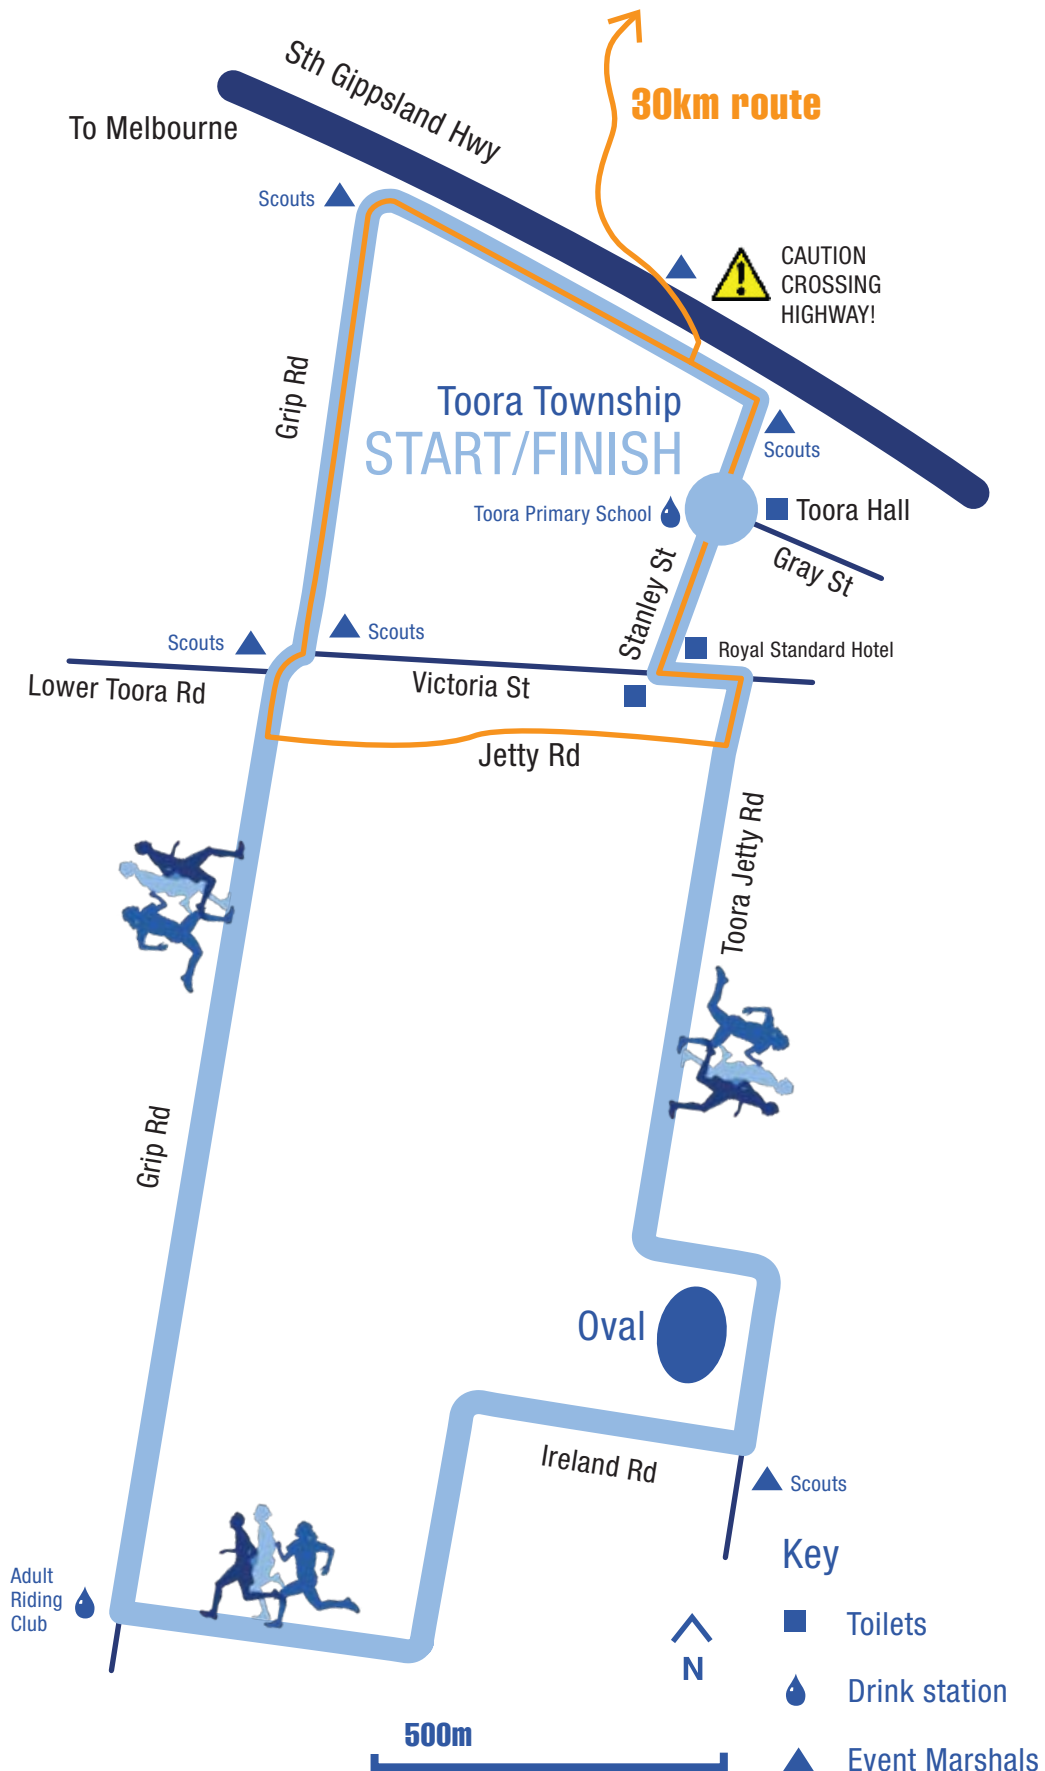 Sth Gippsland Hwy
30km route
To Melbourne
Scouts
CAUTION
CROSSING
HIGHWAY!
Grip Rd
Toora Township
START/FINISH
Scouts
Toora Primary School
Toora Hall
Gray St
Stanley St
Scouts
Scouts
Royal Standard Hotel
Lower Toora Rd
Victoria St
Jetty Rd
Toora Jetty Rd
Grip Rd
Oval
Ireland Rd
Scouts
Adult
Riding
Club
Key
Toilets
N
Drink station
500m
Event Marshals